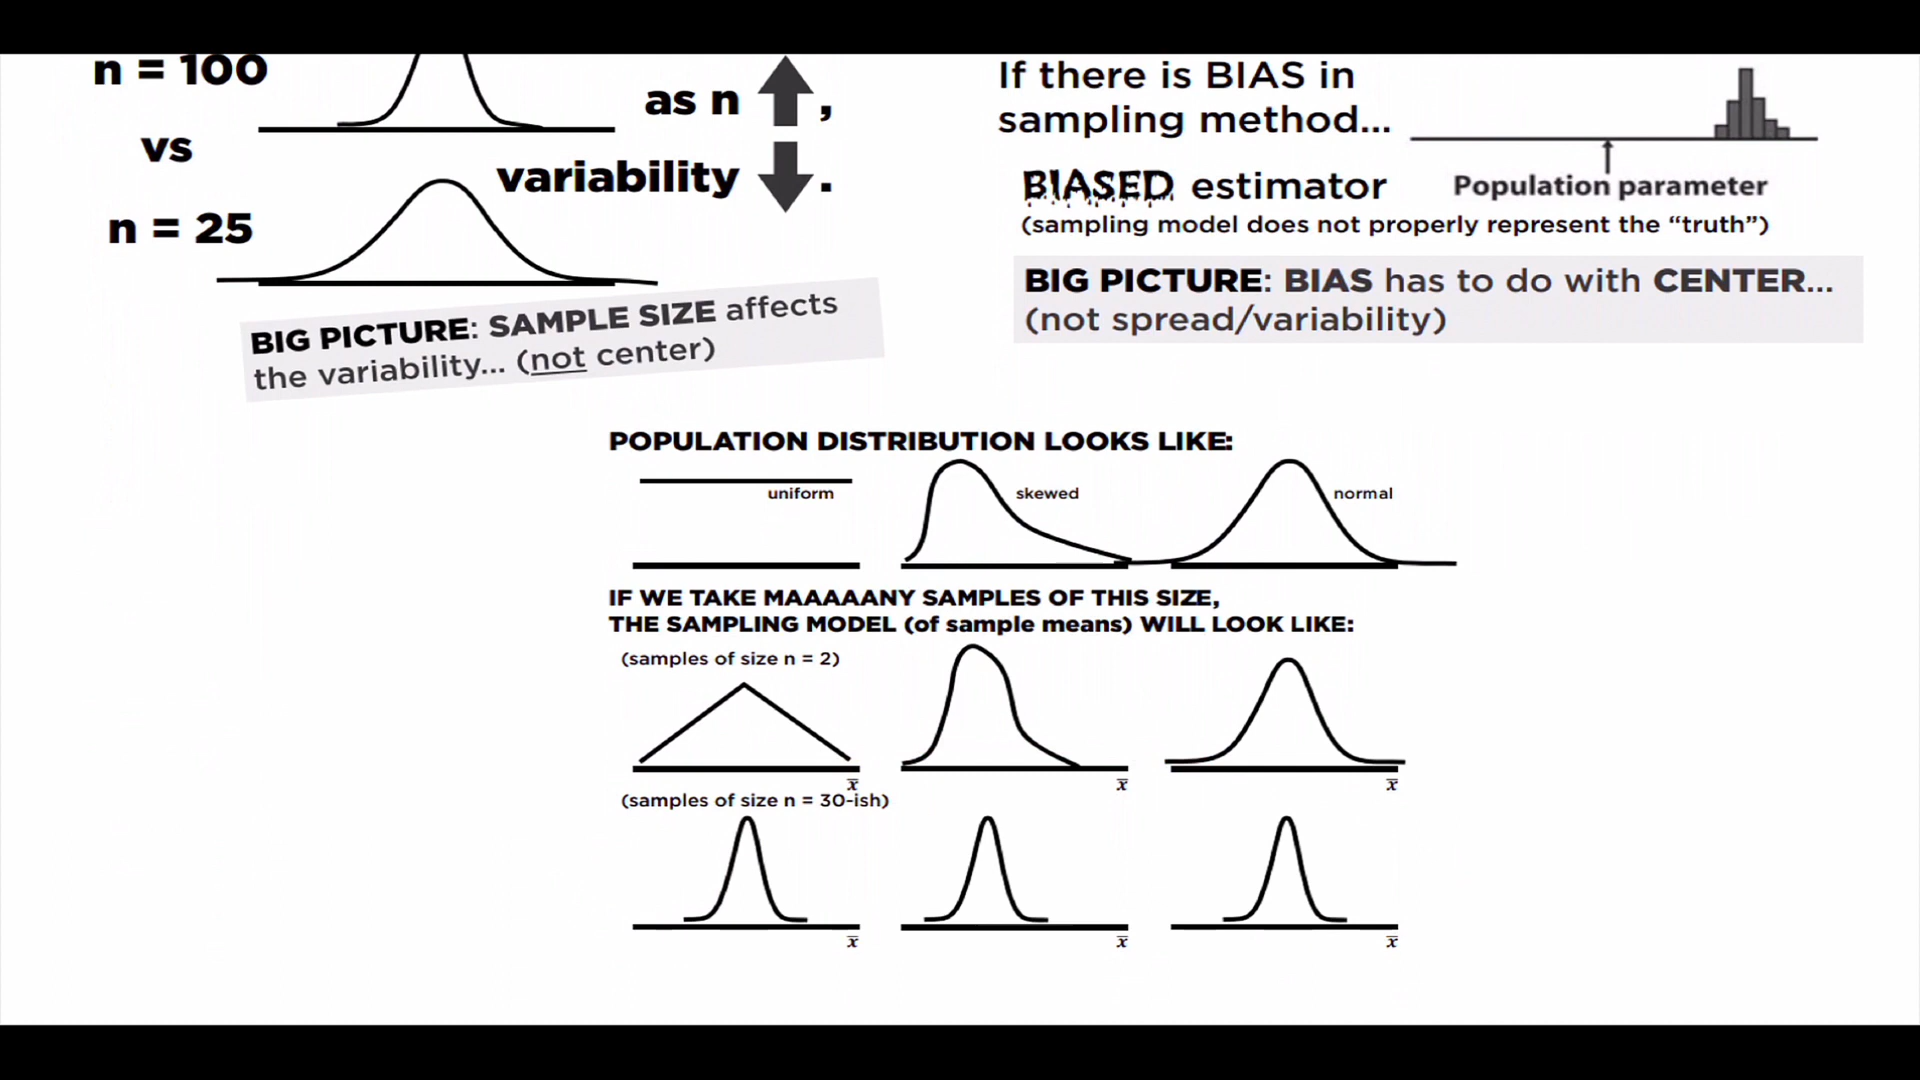 n = 100
vs
n = 25
as n ,
variability .
BIG PICTURE: SAMPLE SIZE affects
the variability... (not center)
If there is BIAS in
sampling method...
Population parameter
BIASED estimator
(sampling model does not properly represent the “truth”)
BIG PICTURE: BIAS has to do with CENTER...
(not spread/variability)
POPULATION DISTRIBUTION LOOKS LIKE:
uniform
skewed
normal
IF WE TAKE MAAAAANY SAMPLES OF THIS SIZE,
THE SAMPLING MODEL (of sample means) WILL LOOK LIKE:
(samples of size n = 2)
x̅
x̅
x̅
(samples of size n = 30-ish)
x̅
x̅
x̅